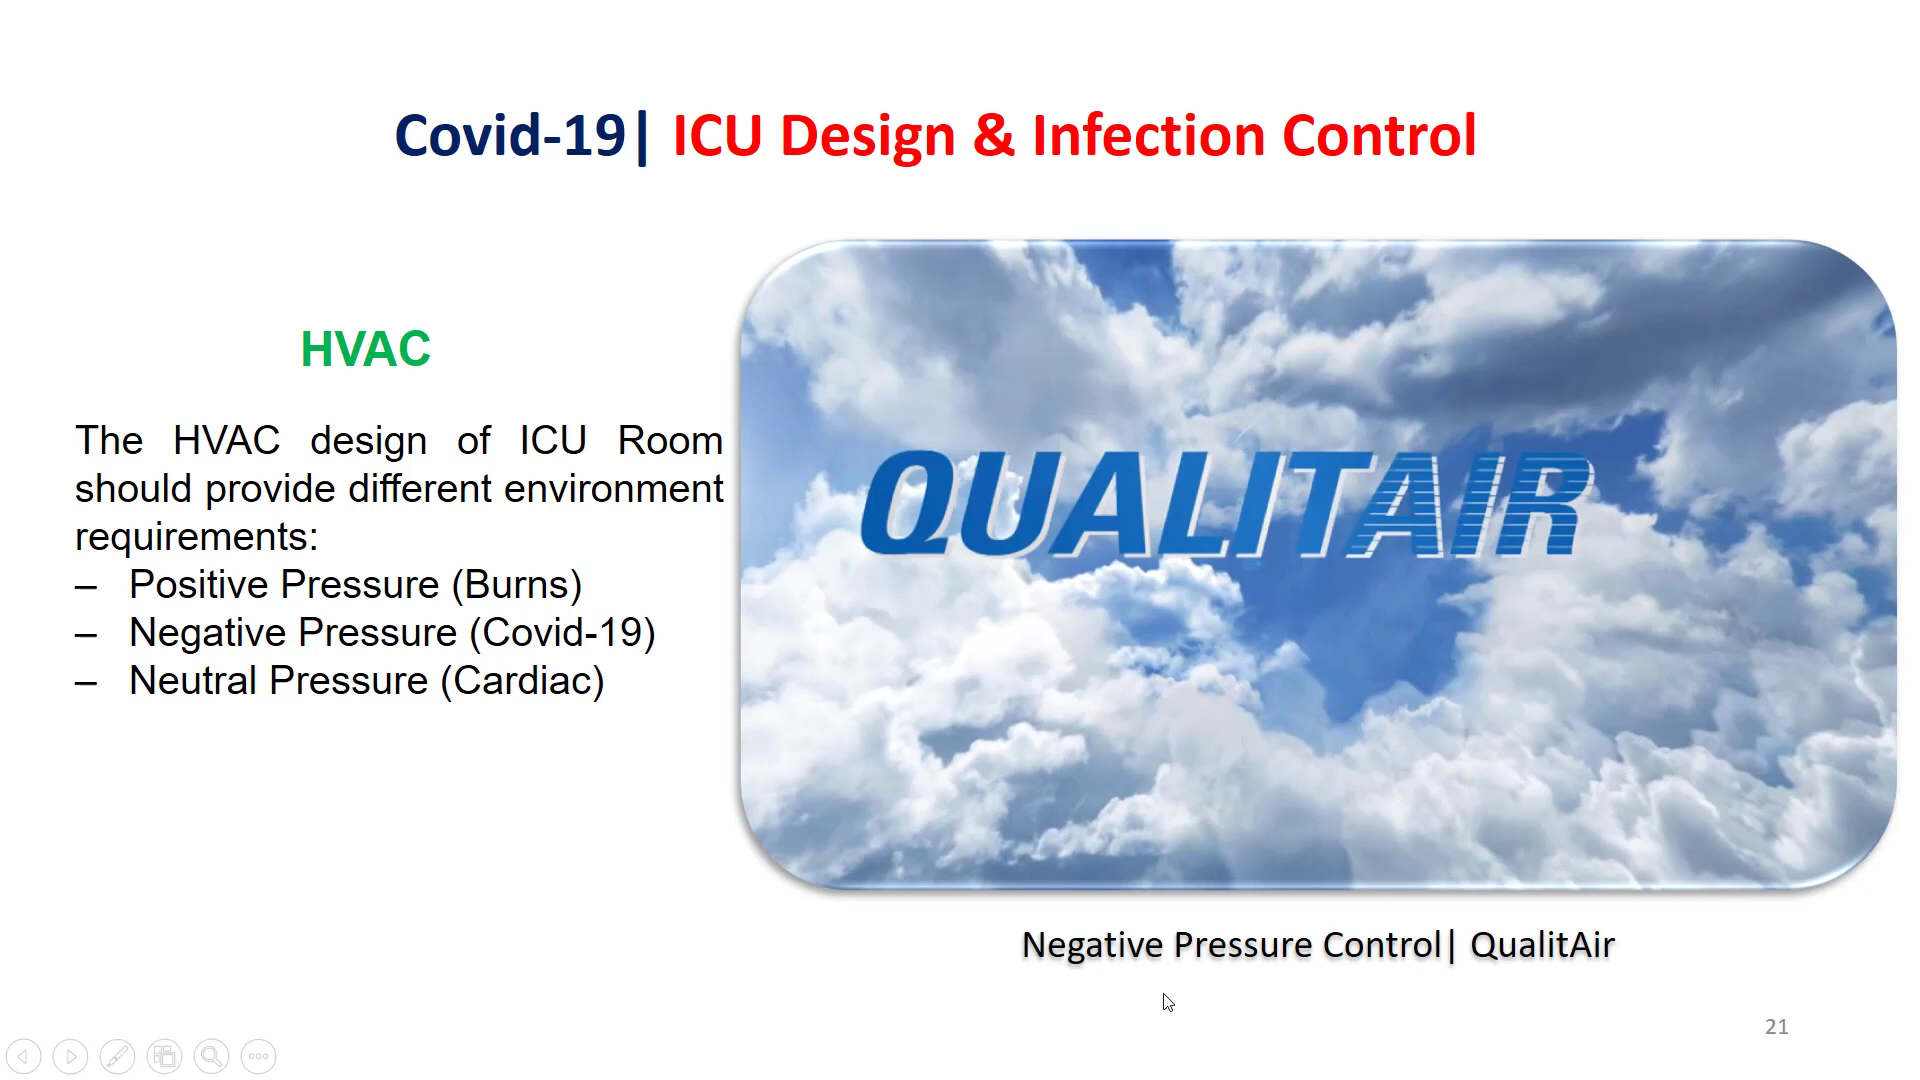 Covid-19| ICU Design & Infection Control
HVAC
The HVAC design of ICU Room
should provide different environment
requirements:
– Positive Pressure (Burns)
– Negative Pressure (Covid-19)
– Neutral Pressure (Cardiac)
QUALITAIR
Negative Pressure Control| QualitAir
21